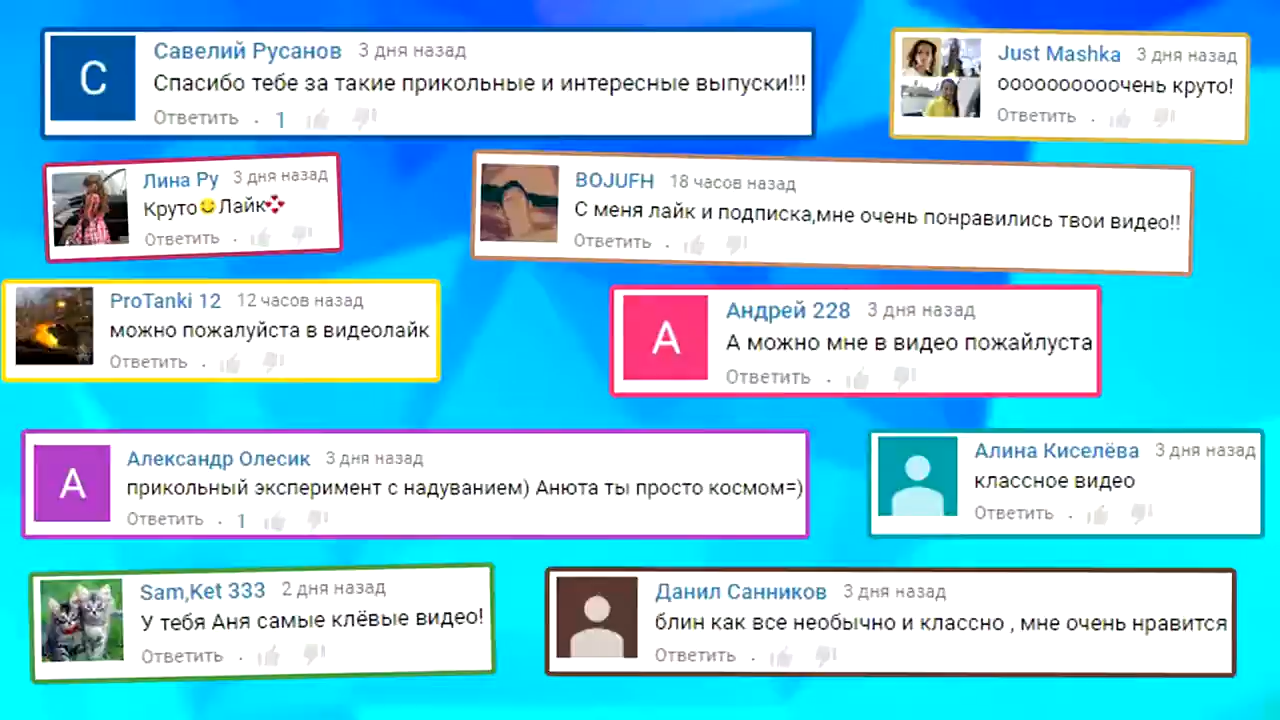 С
Савелий Русанов 3 дня назад
Спасибо тебе за такие прикольные и интересные выпуски!!!
Ответить · 1
Just Mashka 3 дня назад
оооооооооочень круто!
Ответить ·
Лина Ру 3 дня назад
Круто😊Лайк💞
Ответить ·
BOJUFH 18 часов назад
С меня лайк и подписка,мне очень понравились твои видео!!
Ответить ·
ProTanki 12 12 часов назад
можно пожалуйста в видеолайк
Ответить ·
А
Андрей 228 3 дня назад
А можно мне в видео пожайлуста
Ответить ·
А
Александр Олесик 3 дня назад
прикольный эксперимент с надуванием) Анюта ты просто космом=)
Ответить · 1
Алина Киселёва 3 дня назад
классное видео
Ответить ·
Sam,Ket 333 2 дня назад
У тебя Аня самые клёвые видео!
Ответить ·
Данил Санников 3 дня назад
блин как все необычно и классно , мне очень нравится
Ответить ·